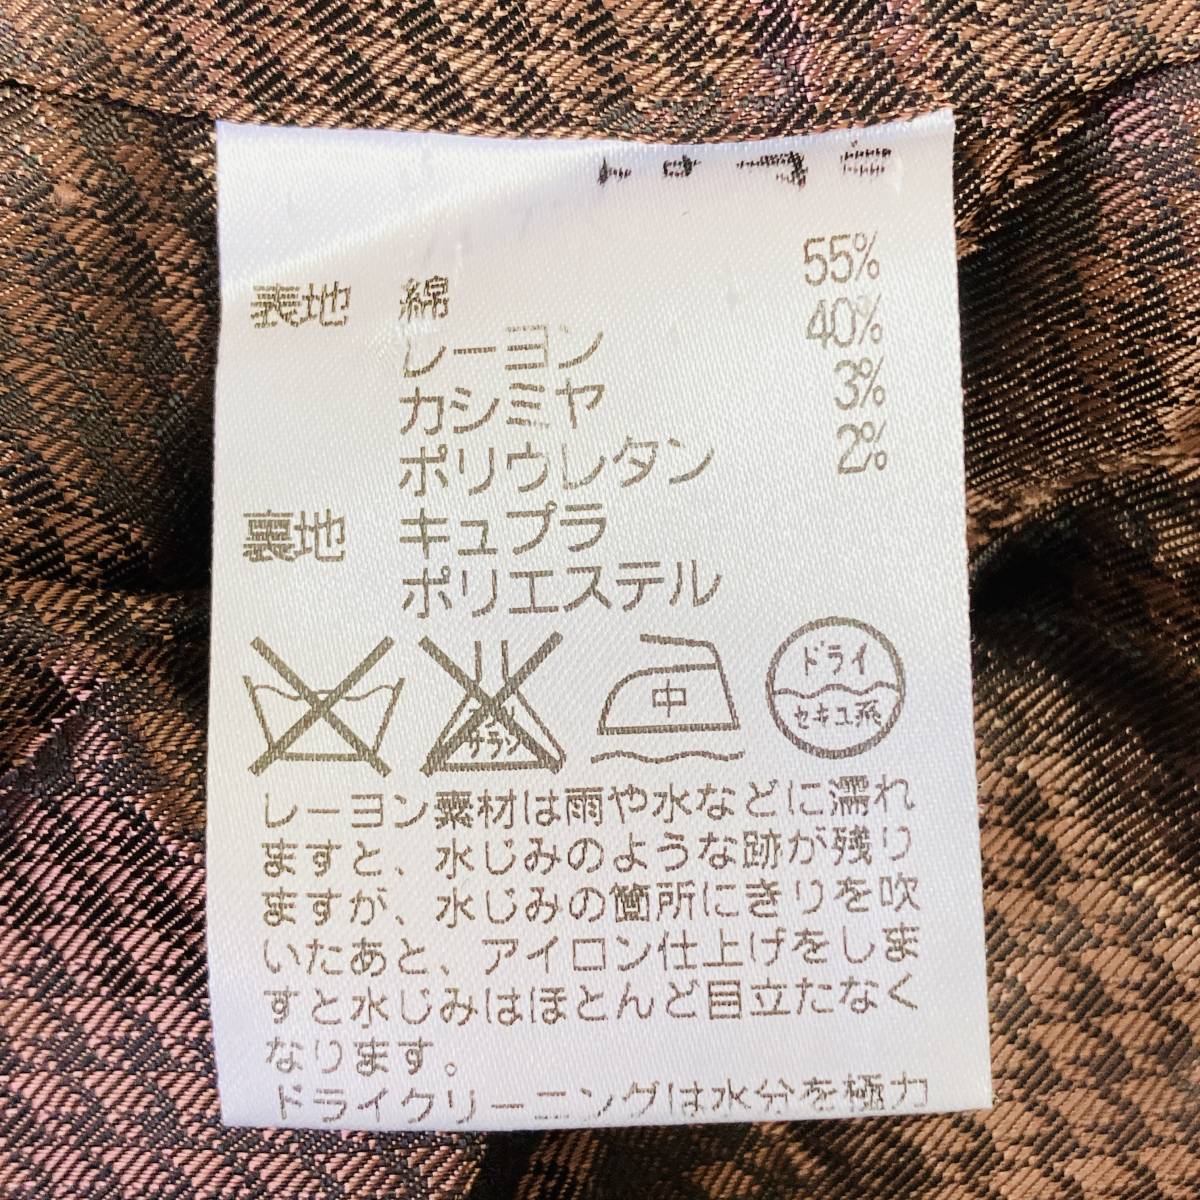 表地 綿 55%
レーヨン 40%
カシミヤ 3%
ポリウレタン 2%
裏地 キュプラ
ポリエステル
中
ドライ
セキユ系
レーヨン素材は雨や水などに濡れ
ますと、水じみのような跡が残り
ますが、水じみの箇所にきりを吹
いたあと、アイロン仕上げをしま
すと水じみはほとんど目立たなく
なります。
ドライクリーニングは水分を極力